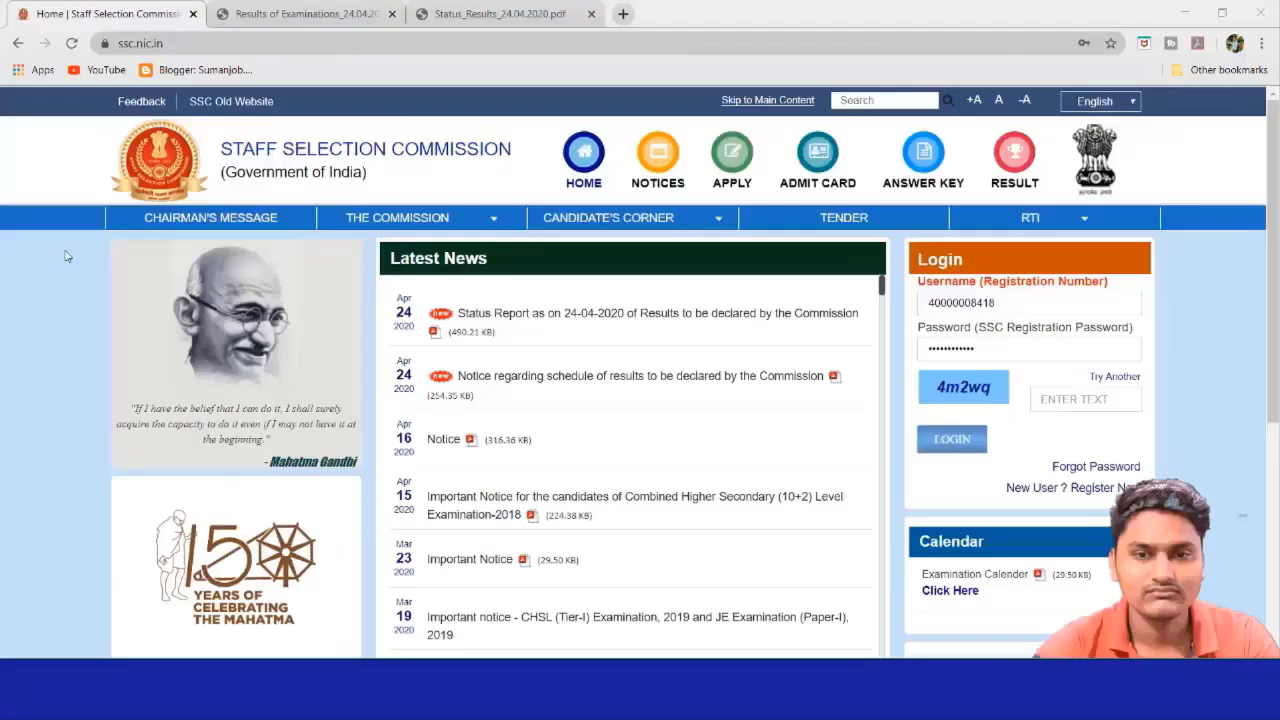 Home | Staff Selection Commissi
Results of Examinations_24.04.20
Status_Results_24.04.2020.pdf
ssc.nic.in
Apps
YouTube
Blogger: Sumanjob....
Other bookmarks
Feedback
SSC Old Website
Skip to Main Content
Search
+A A -A
English
STAFF SELECTION COMMISSION
(Government of India)
HOME
NOTICES
APPLY
ADMIT CARD
ANSWER KEY
RESULT
CHAIRMAN'S MESSAGE
THE COMMISSION
CANDIDATE'S CORNER
TENDER
RTI
"If I have the belief that I can do it, I shall surely
acquire the capacity to do it even if I may not have it at
the beginning."
- Mahatma Gandhi
150
YEARS OF
CELEBRATING
THE MAHATMA
Latest News
Apr
24
2020
new Status Report as on 24-04-2020 of Results to be declared by the Commission
(490.21 KB)
Apr
24
2020
new Notice regarding schedule of results to be declared by the Commission
(254.35 KB)
Apr
16
2020
Notice (316.36 KB)
Apr
15
2020
Important Notice for the candidates of Combined Higher Secondary (10+2) Level
Examination-2018 (224.38 KB)
Mar
23
2020
Important Notice (29.50 KB)
Mar
19
2020
Important notice - CHSL (Tier-I) Examination, 2019 and JE Examination (Paper-I),
2019
Login
Username (Registration Number)
40000008418
Password (SSC Registration Password)
••••••••••••
4m2wq
Try Another
ENTER TEXT
LOGIN
Forgot Password
New User ? Register N
Calendar
Examination Calender (29.50 KB)
Click Here